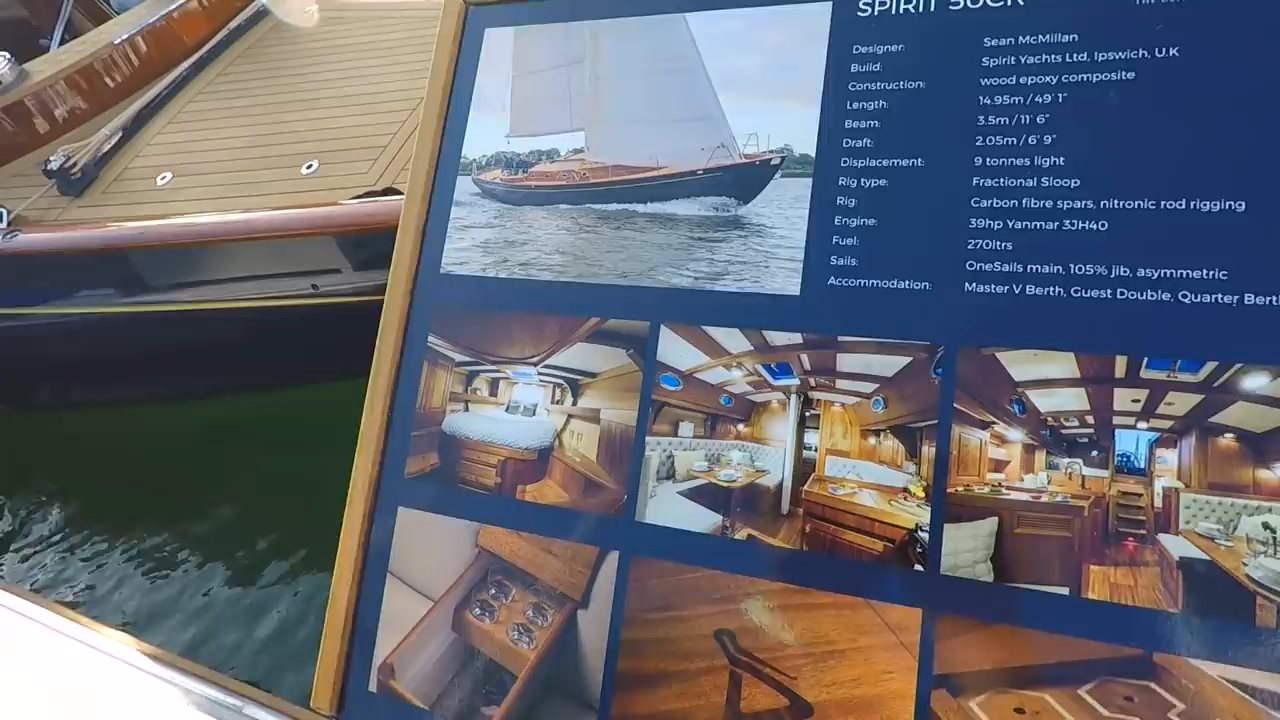 SPIRIT 50CR
Designer: Sean McMillan
Build: Spirit Yachts Ltd, Ipswich, U.K
Construction: wood epoxy composite
Length: 14.95m / 49' 1"
Beam: 3.5m / 11' 6"
Draft: 2.05m / 6' 9"
Displacement: 9 tonnes light
Rig type: Fractional Sloop
Rig: Carbon fibre spars, nitronic rod rigging
Engine: 39hp Yanmar 3JH40
Fuel: 270ltrs
Sails: OneSails main, 105% jib, asymmetric
Accommodation: Master V Berth, Guest Double, Quarter Bert